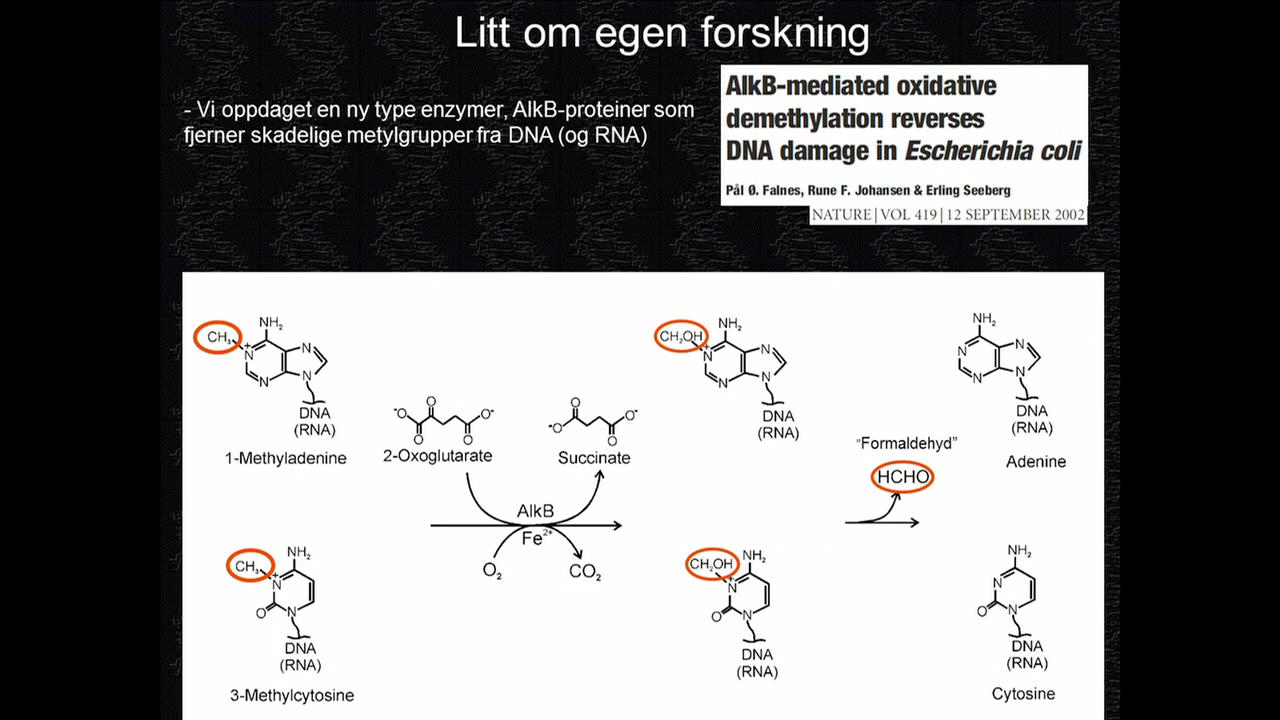 Litt om egen forskning
- Vi oppdaget en ny type enzymer, AlkB-proteiner som
fjerner skadelige metylgrupper fra DNA (og RNA)
AlkB-mediated oxidative
demethylation reverses
DNA damage in Escherichia coli
Pål Ø. Falnes, Rune F. Johansen & Erling Seeberg
NATURE | VOL 419 | 12 SEPTEMBER 2002
CH₃
NH₂
N⁺
N
N
N
DNA
(RNA)
1-Methyladenine
⁻O
O
O
O
O⁻
2-Oxoglutarate
O
⁻O
O
O⁻
Succinate
CH₂OH
NH₂
N⁺
N
N
N
DNA
(RNA)
"Formaldehyd"
HCHO
NH₂
N
N
N
N
DNA
(RNA)
Adenine
AlkB
Fe²⁺
O₂
CO₂
CH₃
NH₂
N⁺
O
N
DNA
(RNA)
3-Methylcytosine
CH₂OH
NH₂
N⁺
O
N
DNA
(RNA)
NH₂
N
O
N
DNA
(RNA)
Cytosine